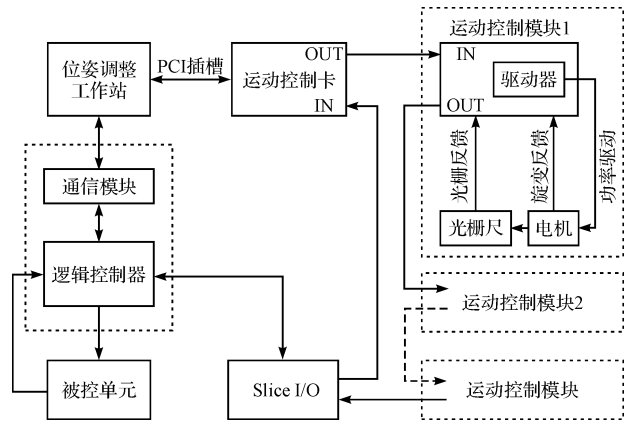 运动控制模块1
位姿调整
工作站
PCI插槽
OUT
运动控制卡
IN
IN
驱动器
OUT
光栅反馈
旋变反馈
功率驱动
通信模块
光栅尺
电机
逻辑控制器
运动控制模块2
被控单元
Slice I/O
运动控制模块